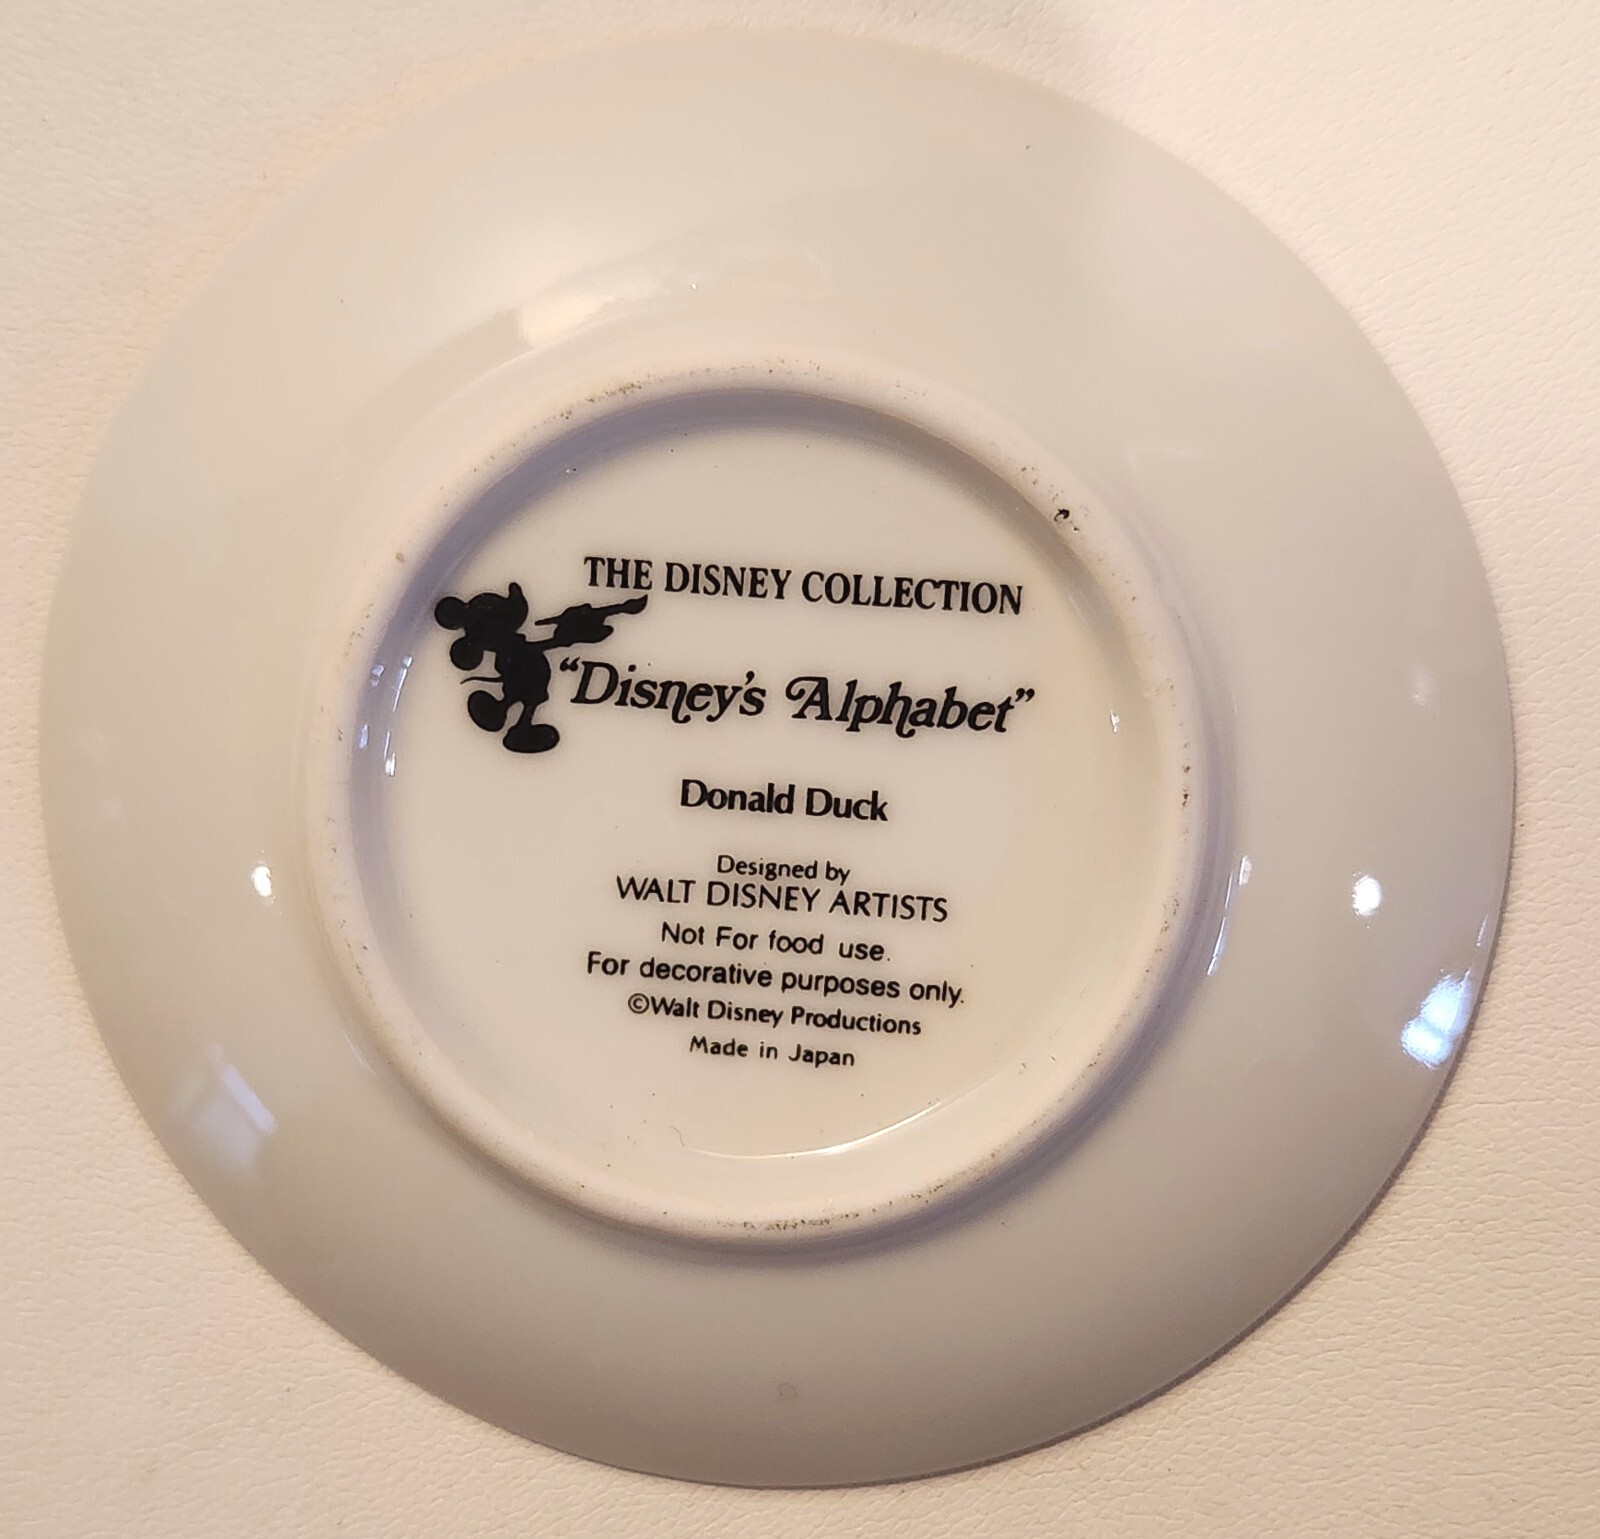 THE DISNEY COLLECTION
"Disney's Alphabet"
Donald Duck
Designed by
WALT DISNEY ARTISTS
Not For food use.
For decorative purposes only.
©Walt Disney Productions
Made in Japan